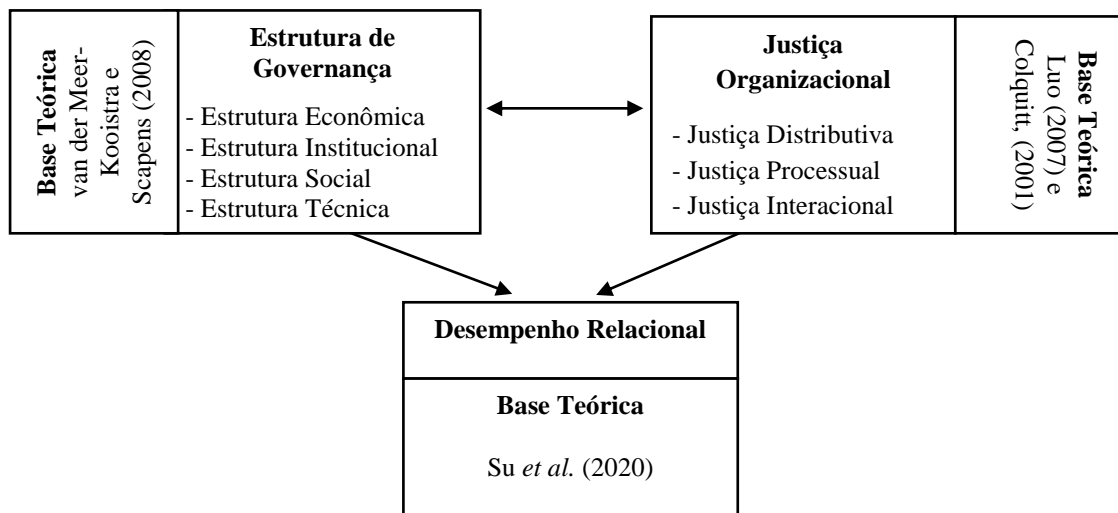 Base Teórica
van der Meer-
Kooistra e
Scapens (2008)
Estrutura de
Governança
- Estrutura Econômica
- Estrutura Institucional
- Estrutura Social
- Estrutura Técnica
Justiça
Organizacional
- Justiça Distributiva
- Justiça Processual
- Justiça Interacional
Base Teórica
Luo (2007) e
Colquitt, (2001)
Desempenho Relacional
Base Teórica
Su et al. (2020)